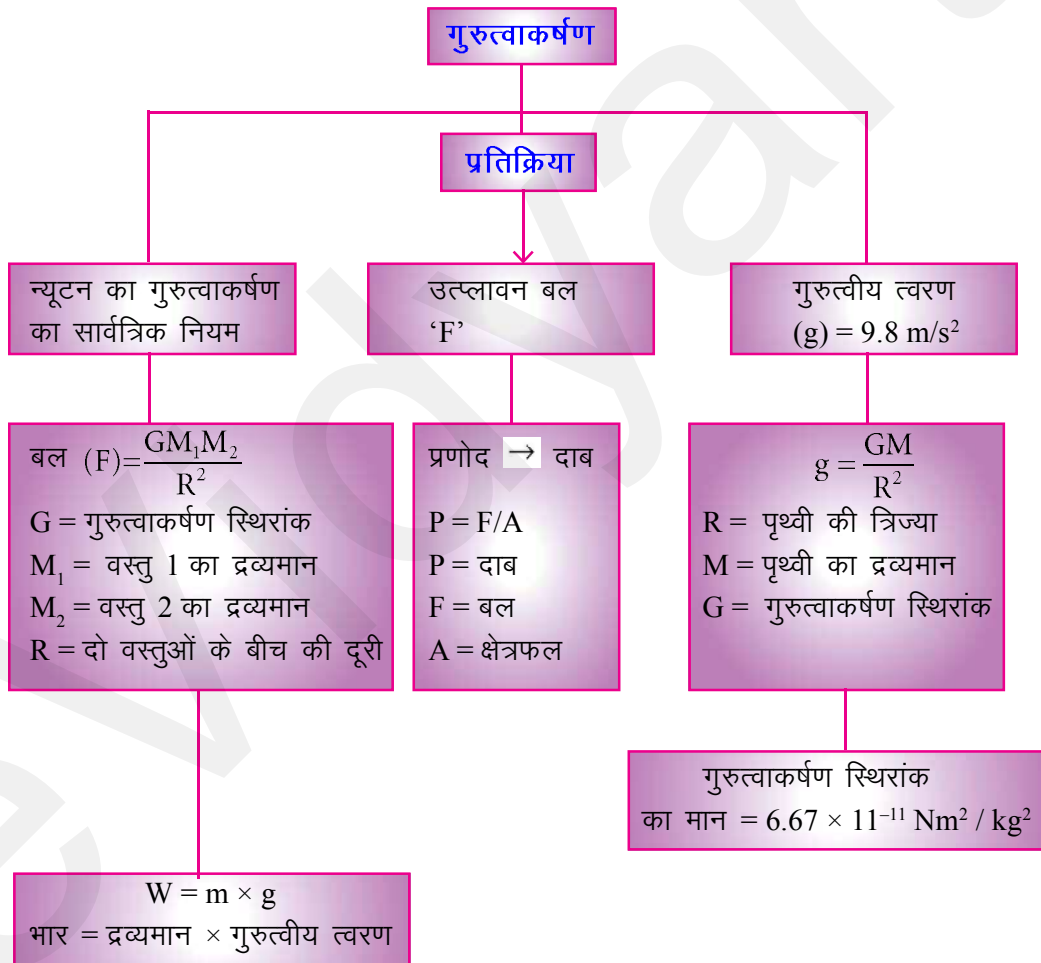 गुरुत्वाकर्षण
प्रतिक्रिया
न्यूटन का गुरुत्वाकर्षण
का सार्वत्रिक नियम
बल (F)=GM₁M₂/R²
G = गुरुत्वाकर्षण स्थिरांक
M₁ = वस्तु 1 का द्रव्यमान
M₂ = वस्तु 2 का द्रव्यमान
R = दो वस्तुओं के बीच की दूरी
W = m × g
भार = द्रव्यमान × गुरुत्वीय त्वरण
उत्प्लावन बल
‘F’
प्रणोद → दाब
P = F/A
P = दाब
F = बल
A = क्षेत्रफल
गुरुत्वीय त्वरण
(g) = 9.8 m/s²
g = GM/R²
R = पृथ्वी की त्रिज्या
M = पृथ्वी का द्रव्यमान
G = गुरुत्वाकर्षण स्थिरांक
गुरुत्वाकर्षण स्थिरांक
का मान = 6.67 × 11⁻¹¹ Nm² / kg²